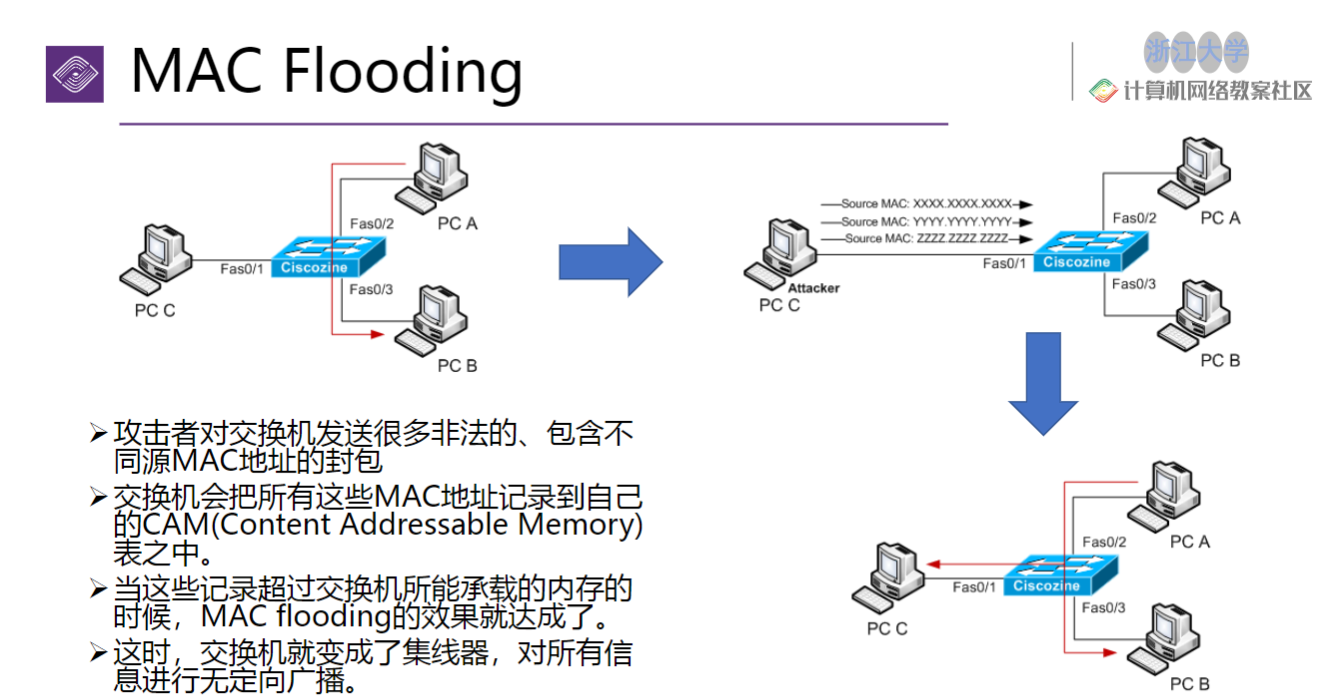 MAC Flooding
浙江大学
计算机网络教案社区
Fas0/2
PC A
Fas0/1
Ciscozine
Fas0/3
PC C
PC B
Source MAC: XXXX.XXXX.XXXX
Source MAC: YYYY.YYYY.YYYY
Source MAC: ZZZZ.ZZZZ.ZZZZ
Fas0/2
PC A
Fas0/1
Ciscozine
Attacker
Fas0/3
PC C
PC B
攻击者对交换机发送很多非法的、包含不
同源MAC地址的封包
交换机会把所有这些MAC地址记录到自己
的CAM(Content Addressable Memory)
表之中。
当这些记录超过交换机所能承载的内存的
时候，MAC flooding的效果就达成了。
这时，交换机就变成了集线器，对所有信
息进行无定向广播。
Fas0/2
PC A
Fas0/1
Ciscozine
Fas0/3
PC C
PC B